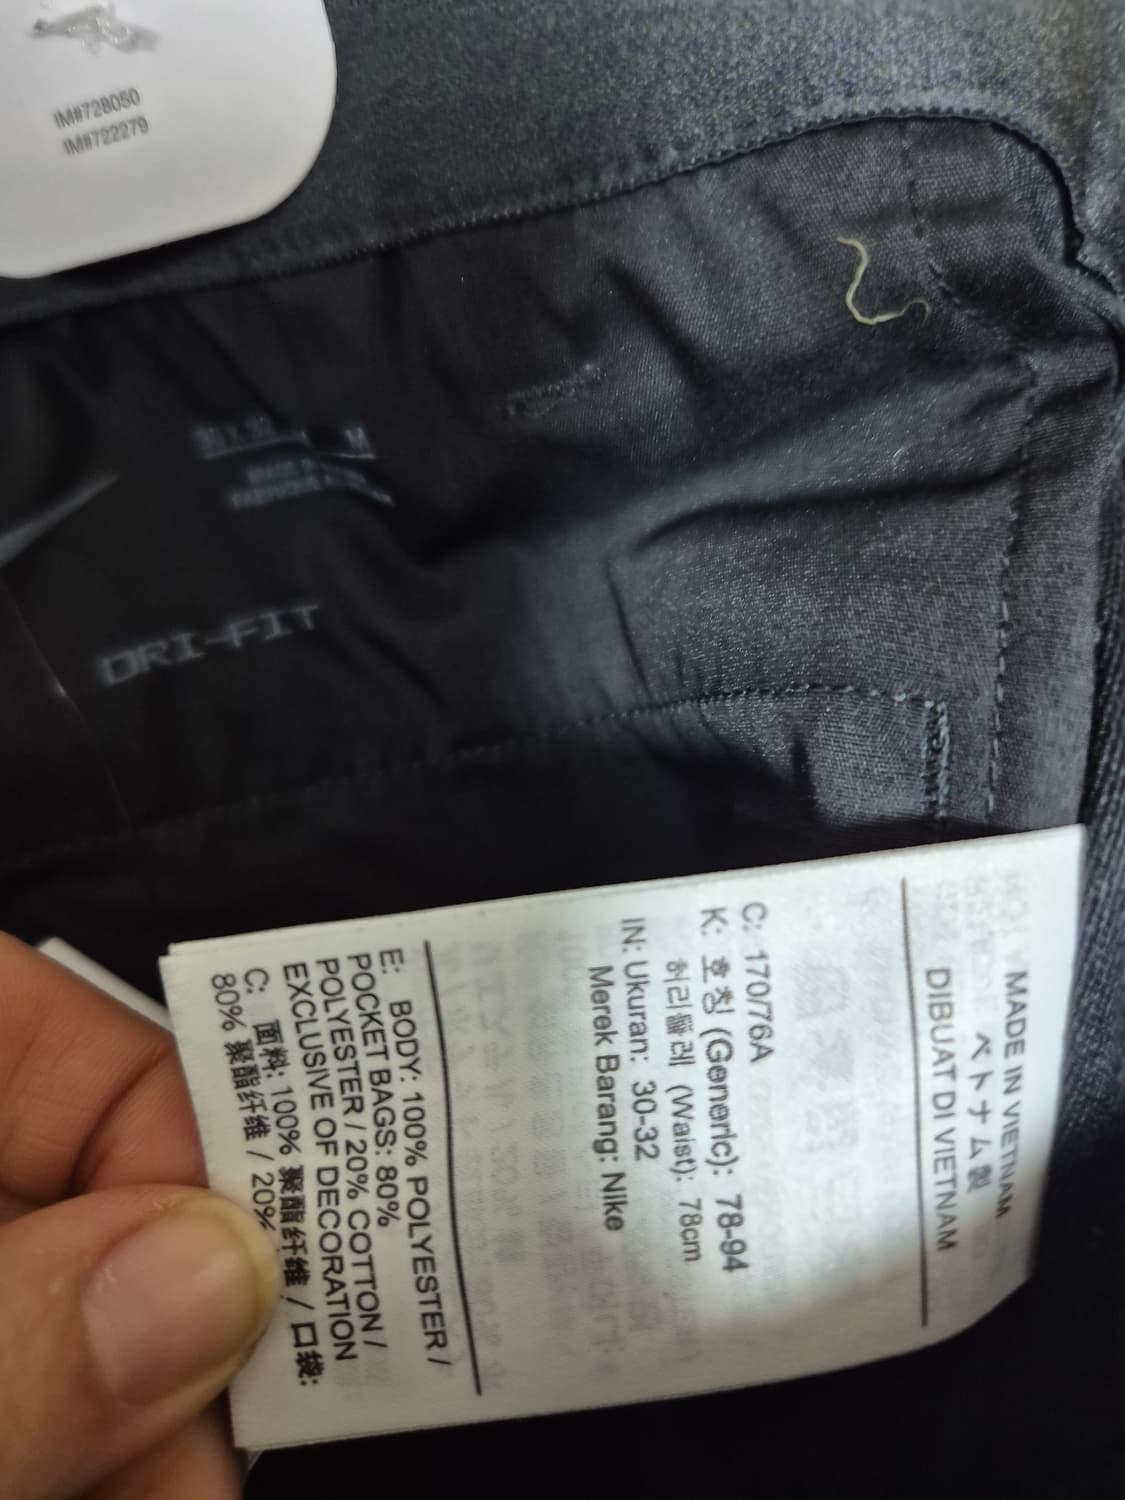 IM#728050
IM#722279
DRI-FIT
MADE IN VIETNAM
ベトナム製
DIBUAT DI VIETNAM
C: 170/76A
K: 호칭 (Generic): 78-94
허리둘레 (Waist): 78cm
IN: Ukuran: 30-32
Merek Barang: Nike
E: BODY: 100% POLYESTER /
POCKET BAGS: 80%
POLYESTER / 20% COTTON /
EXCLUSIVE OF DECORATION
C: 面料: 100% 聚酯纤维 / 口袋:
80% 聚酯纤维 / 20%